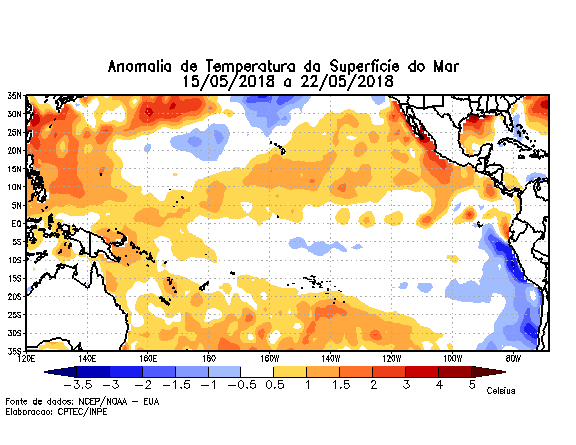 Anomalia de Temperatura da Superfície do Mar
15/05/2018 a 22/05/2018
35N
30N
25N
20N
15N
10N
5N
EQ
5S
10S
15S
20S
25S
30S
35S
120E 140E 160E 180 160W 140W 120W 100W 80W
-3.5 -3 -2 -1.5 -1 -0.5 0.5 1 1.5 2 3 4 5
Celsius
Fonte de dados: NCEP/NOAA - EUA
Elaboracao: CPTEC/INPE